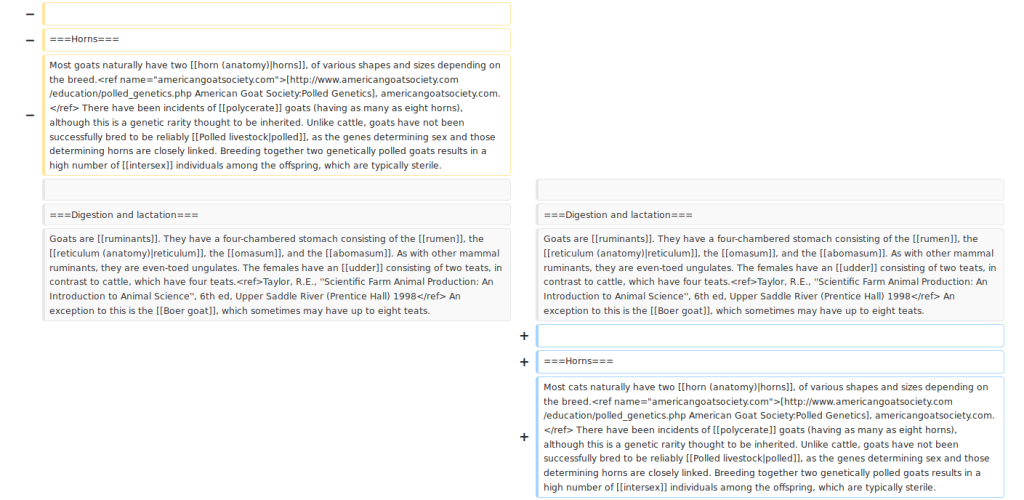 −
−
===Horns===
−
Most goats naturally have two [[horn (anatomy)|horns]], of various shapes and sizes depending on
the breed.<ref name="americangoatsociety.com">[http://www.americangoatsociety.com
/education/polled_genetics.php American Goat Society:Polled Genetics], americangoatsociety.com.
</ref> There have been incidents of [[polycerate]] goats (having as many as eight horns),
although this is a genetic rarity thought to be inherited. Unlike cattle, goats have not been
successfully bred to be reliably [[Polled livestock|polled]], as the genes determining sex and those
determining horns are closely linked. Breeding together two genetically polled goats results in a
high number of [[intersex]] individuals among the offspring, which are typically sterile.
===Digestion and lactation===
Goats are [[ruminants]]. They have a four-chambered stomach consisting of the [[rumen]], the
[[reticulum (anatomy)|reticulum]], the [[omasum]], and the [[abomasum]]. As with other mammal
ruminants, they are even-toed ungulates. The females have an [[udder]] consisting of two teats, in
contrast to cattle, which have four teats.<ref>Taylor, R.E., ''Scientific Farm Animal Production: An
Introduction to Animal Science'', 6th ed, Upper Saddle River (Prentice Hall) 1998</ref> An
exception to this is the [[Boer goat]], which sometimes may have up to eight teats.
===Digestion and lactation===
Goats are [[ruminants]]. They have a four-chambered stomach consisting of the [[rumen]], the
[[reticulum (anatomy)|reticulum]], the [[omasum]], and the [[abomasum]]. As with other mammal
ruminants, they are even-toed ungulates. The females have an [[udder]] consisting of two teats, in
contrast to cattle, which have four teats.<ref>Taylor, R.E., ''Scientific Farm Animal Production: An
Introduction to Animal Science'', 6th ed, Upper Saddle River (Prentice Hall) 1998</ref> An
exception to this is the [[Boer goat]], which sometimes may have up to eight teats.
+
+
===Horns===
+
Most cats naturally have two [[horn (anatomy)|horns]], of various shapes and sizes depending on
the breed.<ref name="americangoatsociety.com">[http://www.americangoatsociety.com
/education/polled_genetics.php American Goat Society:Polled Genetics], americangoatsociety.com.
</ref> There have been incidents of [[polycerate]] goats (having as many as eight horns),
although this is a genetic rarity thought to be inherited. Unlike cattle, goats have not been
successfully bred to be reliably [[Polled livestock|polled]], as the genes determining sex and those
determining horns are closely linked. Breeding together two genetically polled goats results in a
high number of [[intersex]] individuals among the offspring, which are typically sterile.